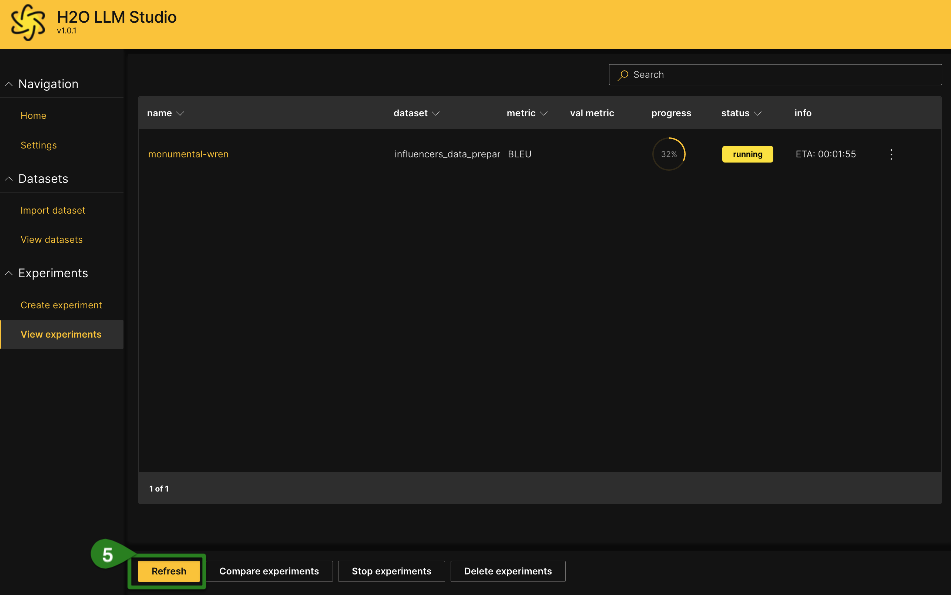 H2O LLM Studio
v1.0.1
Navigation
Home
Settings
Datasets
Import dataset
View datasets
Experiments
Create experiment
View experiments
Search
name dataset metric val metric progress status info
monumental-wren influencers_data_prepar BLEU 32% running ETA: 00:01:55
1 of 1
5
Refresh Compare experiments Stop experiments Delete experiments